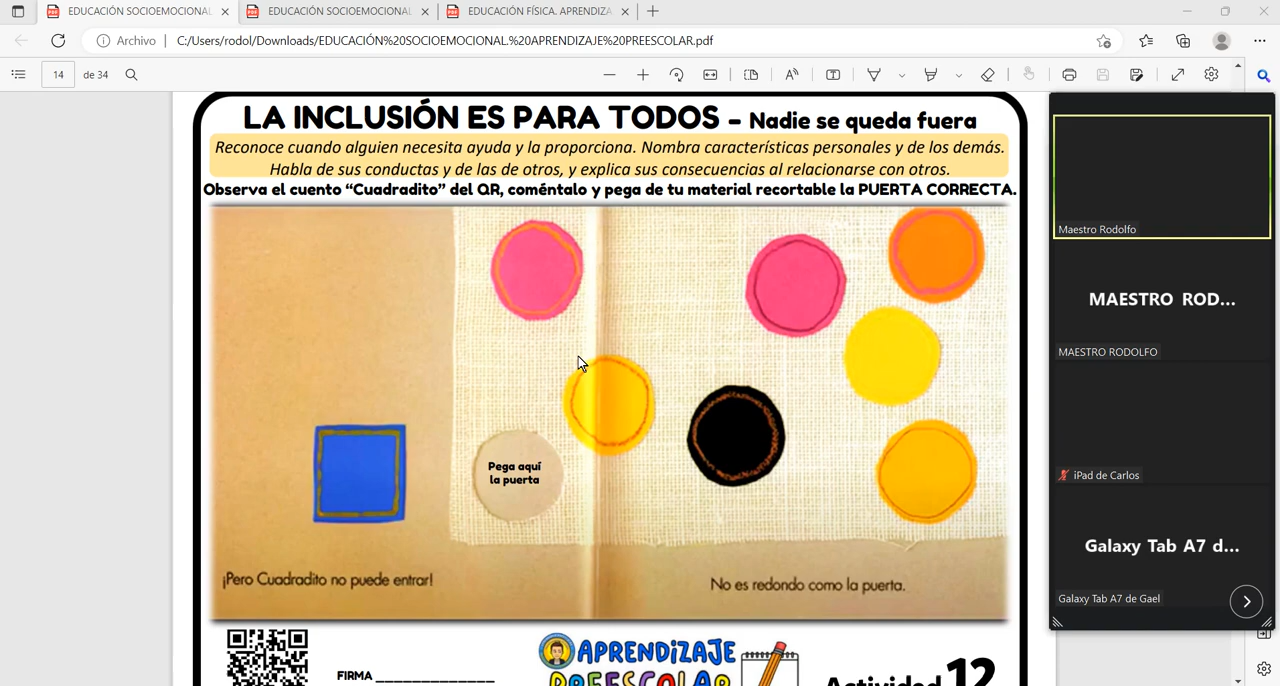 EDUCACIÓN SOCIOEMOCIONAL
EDUCACIÓN SOCIOEMOCIONAL
EDUCACIÓN FÍSICA. APRENDIZA
Archivo
C:/Users/rodol/Downloads/EDUCACIÓN%20SOCIOEMOCIONAL.%20APRENDIZAJE%20PREESCOLAR.pdf
14
de 34
LA INCLUSIÓN ES PARA TODOS – Nadie se queda fuera
Reconoce cuando alguien necesita ayuda y la proporciona. Nombra características personales y de los demás.
Habla de sus conductas y de las de otros, y explica sus consecuencias al relacionarse con otros.
Observa el cuento “Cuadradito” del QR, coméntalo y pega de tu material recortable la PUERTA CORRECTA.
Pega aquí
la puerta
¡Pero Cuadradito no puede entrar!
No es redondo como la puerta.
FIRMA ______________
APRENDIZAJE
PREESCOLAR
Actividad 12
Maestro Rodolfo
MAESTRO ROD...
MAESTRO RODOLFO
iPad de Carlos
Galaxy Tab A7 d...
Galaxy Tab A7 de Gael